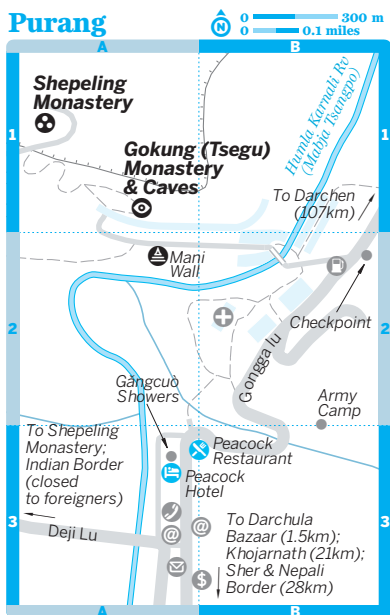 Purang
0 300 m
0 0.1 miles
A B
1 1
Shepeling
Monastery
Gokung (Tsegu)
Monastery
& Caves
Humla Karnali Rv
(Mabja Tsangpo)
To Darchen
(107km)
Mani
Wall
2 2
Checkpoint
Gongga lu
Gǎngcuò
Showers
Army
Camp
To Shepeling
Monastery;
Indian Border
(closed
to foreigners)
Peacock
Restaurant
Peacock
Hotel
3 3
Deji Lu
@
@
To Darchula
Bazaar (1.5km);
Khojarnath (21km);
Sher & Nepali
Border (28km)
$
A B